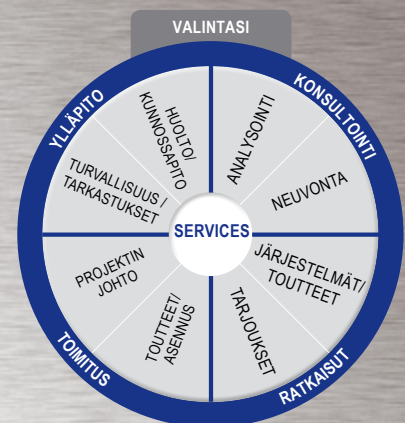 VALINTASI
KONSULTOINTI
ANALYSOINTI
NEUVONTA
RATKAISUT
JÄRJESTELMÄT/
TOUTTEET
TARJOUKSET
TOIMITUS
TOUTTEET/
ASENNUS
PROJEKTIN
JOHTO
YLLÄPITO
TURVALLISUUS /
TARKASTUKSET
HUOLTO/
KUNNOSSAPITO
SERVICES